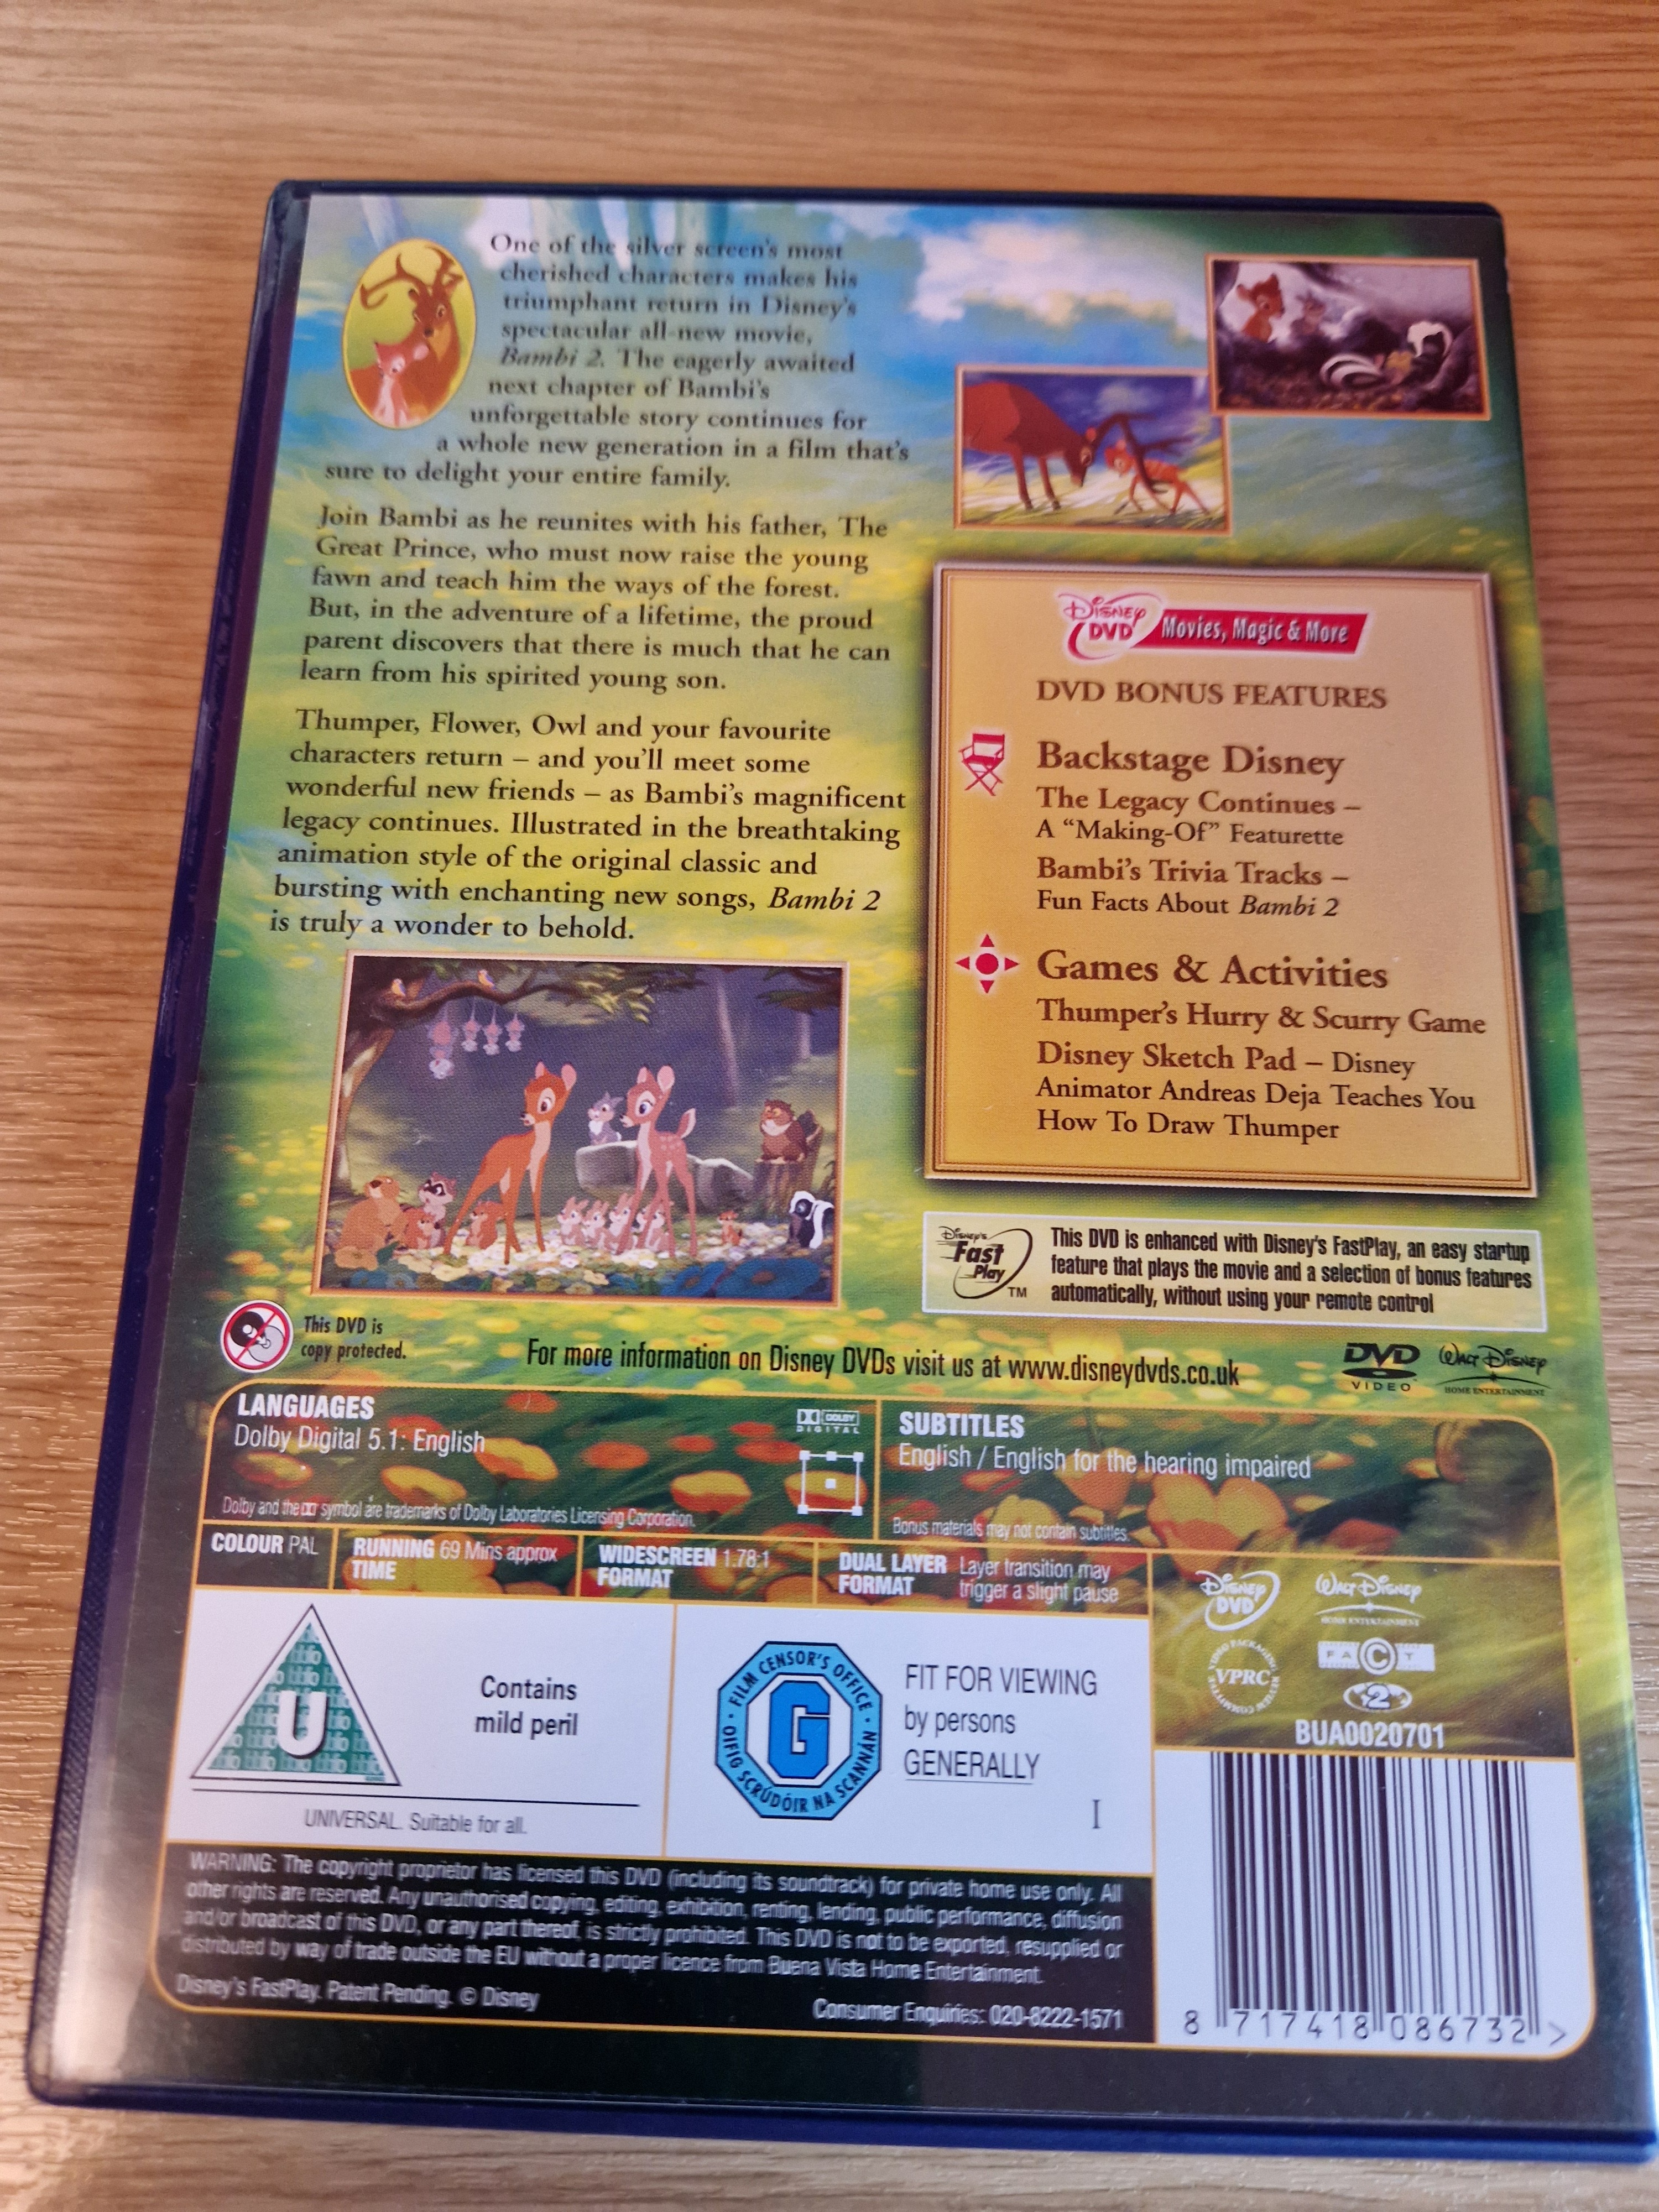 One of the silver screen's most
cherished characters makes his
triumphant return in Disney's
spectacular all-new movie,
Bambi 2. The eagerly awaited
next chapter of Bambi's
unforgettable story continues for
a whole new generation in a film that's
sure to delight your entire family.
Join Bambi as he reunites with his father, The
Great Prince, who must now raise the young
fawn and teach him the ways of the forest.
But, in the adventure of a lifetime, the proud
parent discovers that there is much that he can
learn from his spirited young son.
Thumper, Flower, Owl and your favourite
characters return – and you'll meet some
wonderful new friends – as Bambi's magnificent
legacy continues. Illustrated in the breathtaking
animation style of the original classic and
bursting with enchanting new songs, Bambi 2
is truly a wonder to behold.
Disney DVD Movies, Magic & More
DVD BONUS FEATURES
Backstage Disney
The Legacy Continues –
A “Making-Of” Featurette
Bambi's Trivia Tracks –
Fun Facts About Bambi 2
Games & Activities
Thumper's Hurry & Scurry Game
Disney Sketch Pad – Disney
Animator Andreas Deja Teaches You
How To Draw Thumper
Disney's Fast Play TM
This DVD is enhanced with Disney's FastPlay, an easy startup
feature that plays the movie and a selection of bonus features
automatically, without using your remote control
This DVD is
copy protected.
For more information on Disney DVDs visit us at www.disneydvds.co.uk
DVD VIDEO
Walt Disney HOME ENTERTAINMENT
LANGUAGES
Dolby Digital 5.1: English
DOLBY DIGITAL
Dolby and the symbol are trademarks of Dolby Laboratories Licensing Corporation.
SUBTITLES
English / English for the hearing impaired
Bonus materials may not contain subtitles.
COLOUR PAL
RUNNING TIME 69 Mins approx
WIDESCREEN FORMAT 1.78:1
DUAL LAYER FORMAT Layer transition may trigger a slight pause
U
Contains
mild peril
UNIVERSAL. Suitable for all.
FILM CENSOR'S OFFICE
G
OIFIG SCRÚDÓIR NA SCANNÁN
FIT FOR VIEWING
by persons
GENERALLY
I
Disney DVD
Walt Disney HOME ENTERTAINMENT
VIDEO PACKAGING REVIEW COMMITTEE
VPRC
FACT
2
BUA0020701
8 717418 086732 >
WARNING: The copyright proprietor has licensed this DVD (including its soundtrack) for private home use only. All
other rights are reserved. Any unauthorised copying, editing, exhibition, renting, lending, public performance, diffusion
and/or broadcast of this DVD, or any part thereof, is strictly prohibited. This DVD is not to be exported, resupplied or
distributed by way of trade outside the EU without a proper licence from Buena Vista Home Entertainment.
Disney's FastPlay. Patent Pending. © Disney
Consumer Enquiries: 020-8222-1571